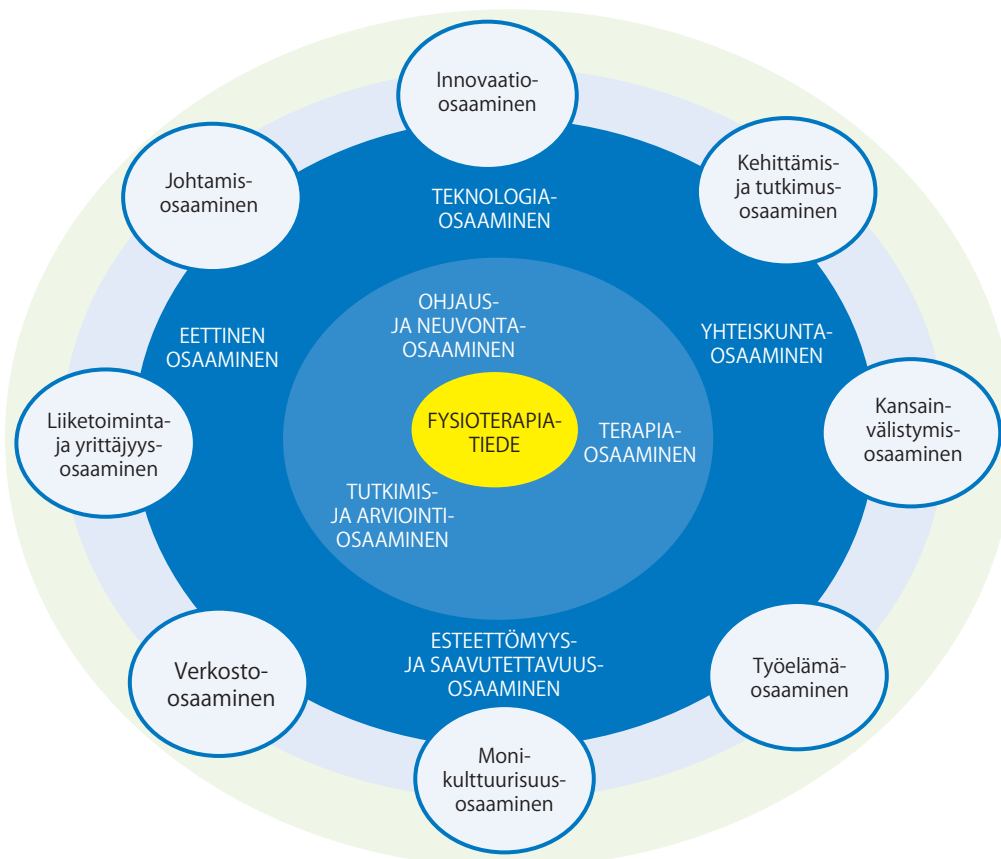 Innovaatio-
osaaminen
Johtamis-
osaaminen
Kehittämis-
ja tutkimus-
osaaminen
TEKNOLOGIA-
OSAAMINEN
OHJAUS-
JA NEUVONTA-
OSAAMINEN
EETTINEN
OSAAMINEN
YHTEISKUNTA-
OSAAMINEN
Liiketoiminta-
ja yrittäjyys-
osaaminen
FYSIOTERAPIA-
TIEDE
TERAPIA-
OSAAMINEN
Kansain-
välistymis-
osaaminen
TUTKIMIS-
JA ARVIOINTI-
OSAAMINEN
ESTEETTÖMYYS-
JA SAAVUTETTAVUUS-
OSAAMINEN
Verkosto-
osaaminen
Työelämä-
osaaminen
Moni-
kulttuurisuus-
osaaminen